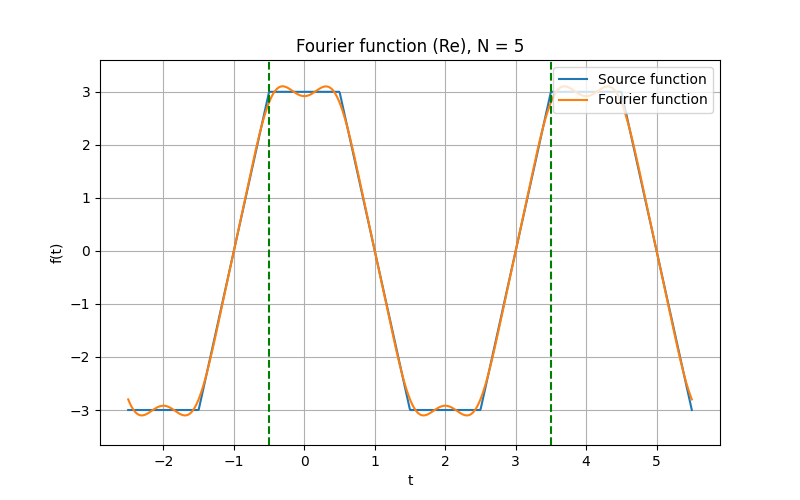 Fourier function (Re), N = 5
Source function
Fourier function
f(t)
3
2
1
0
−1
−2
−3
−2 −1 0 1 2 3 4 5
t